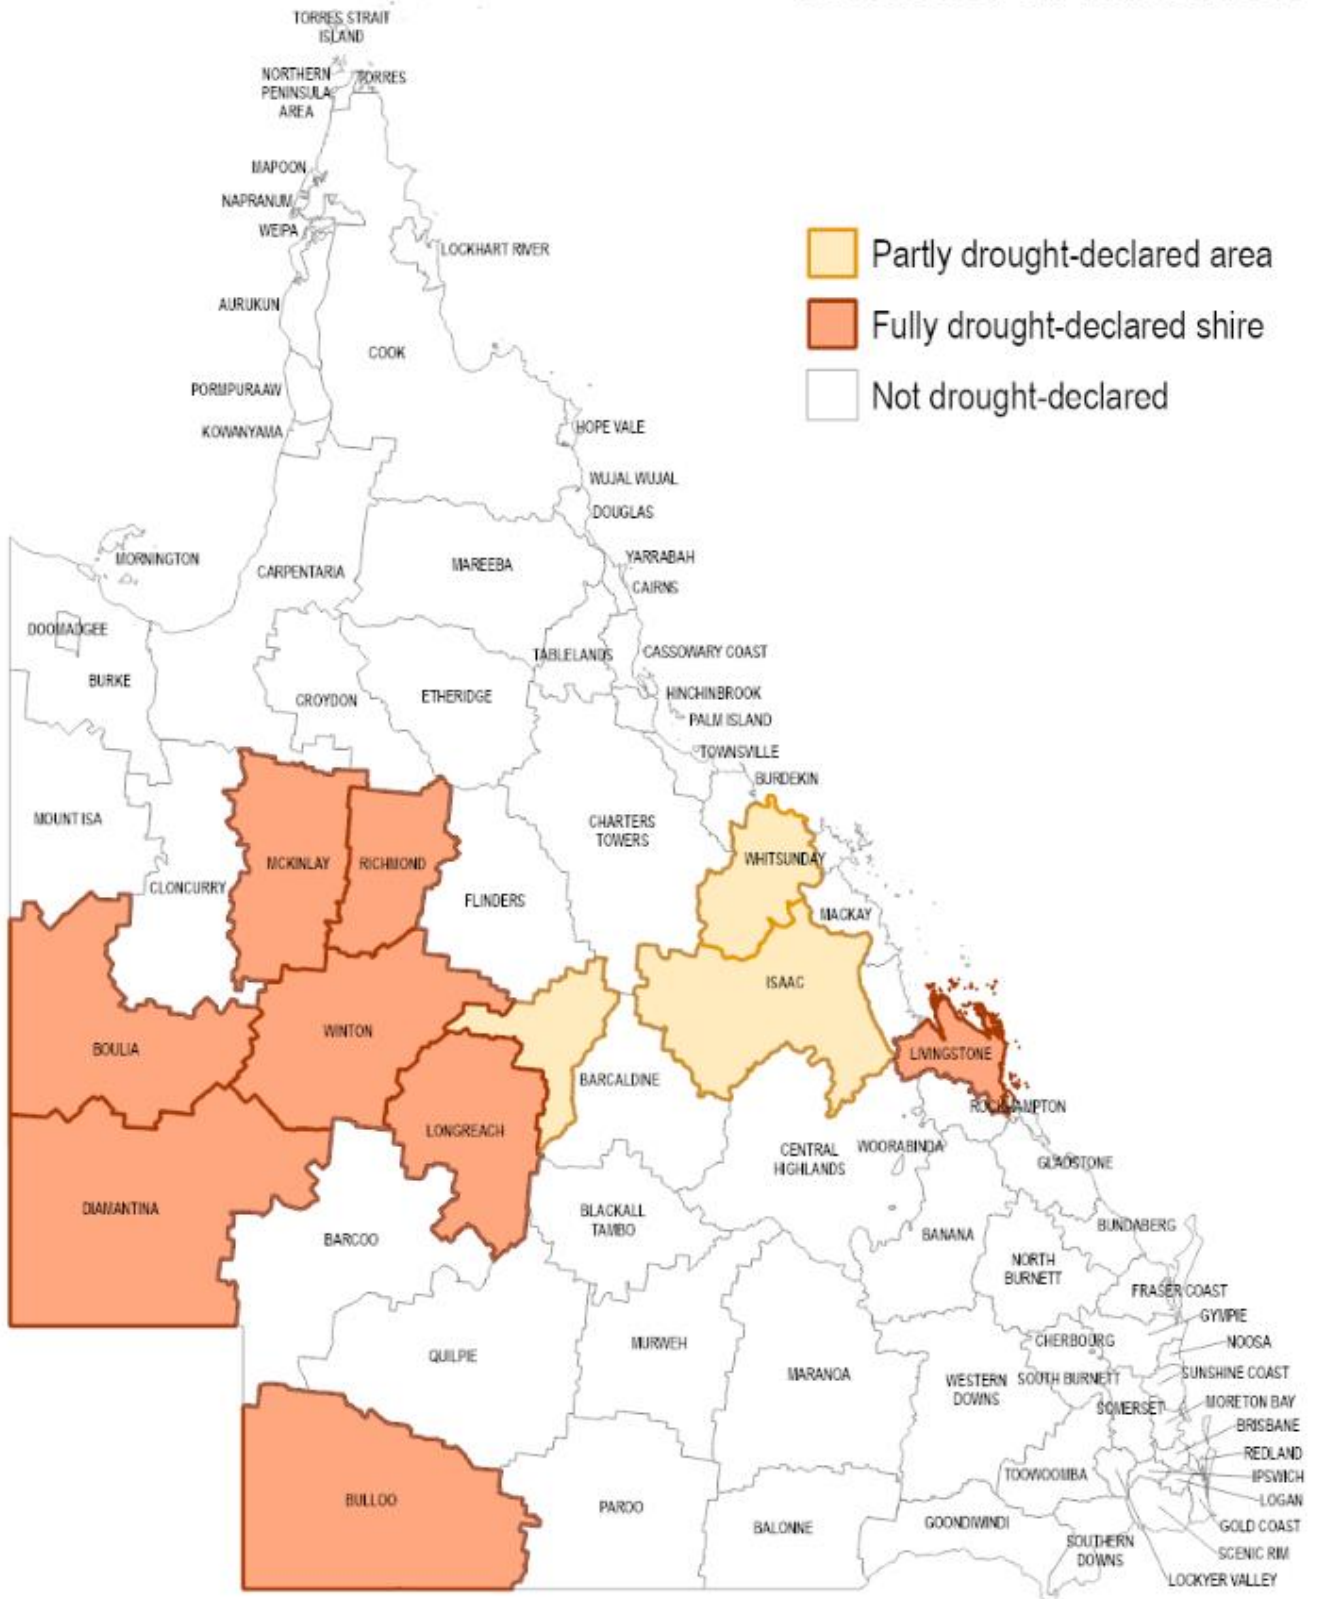 TORRES STRAIT
ISLAND
NORTHERN
PENINSULA
AREA
TORRES
MAPOON
NAPRANUM
WEIPA
LOCKHART RIVER
AURUKUN
COOK
PORMPURAAW
KOWANYAMA
HOPE VALE
WUJAL WUJAL
DOUGLAS
Partly drought-declared area
Fully drought-declared shire
Not drought-declared
MORNINGTON
CARPENTARIA
MAREEBA
YARRABAH
CAIRNS
DOOMADGEE
BURKE
CROYDON
ETHERIDGE
TABLELANDS
CASSOWARY COAST
HINCHINBROOK
PALM ISLAND
TOWNSVILLE
BURDEKIN
MOUNT ISA
CLONCURRY
MCKINLAY
RICHMOND
FLINDERS
CHARTERS
TOWERS
WHITSUNDAY
MACKAY
ISAAC
BOULIA
WINTON
BARCALDINE
LIVINGSTONE
ROCKHAMPTON
LONGREACH
CENTRAL
HIGHLANDS
WOORABINDA
GLADSTONE
DIAMANTINA
BARCOO
BLACKALL
TAMBO
BANANA
BUNDABERG
NORTH
BURNETT
FRASER COAST
GYMPIE
CHERBOURG
NOOSA
QUILPIE
MURWEH
MARANOA
WESTERN
DOWNS
SOUTH BURNETT
SUNSHINE COAST
SOMERSET
MORETON BAY
BRISBANE
REDLAND
TOOWOOMBA
IPSWICH
LOGAN
BULLOO
PAROO
BALONNE
GOONDIWINDI
GOLD COAST
SOUTHERN
DOWNS
SCENIC RIM
LOCKYER VALLEY